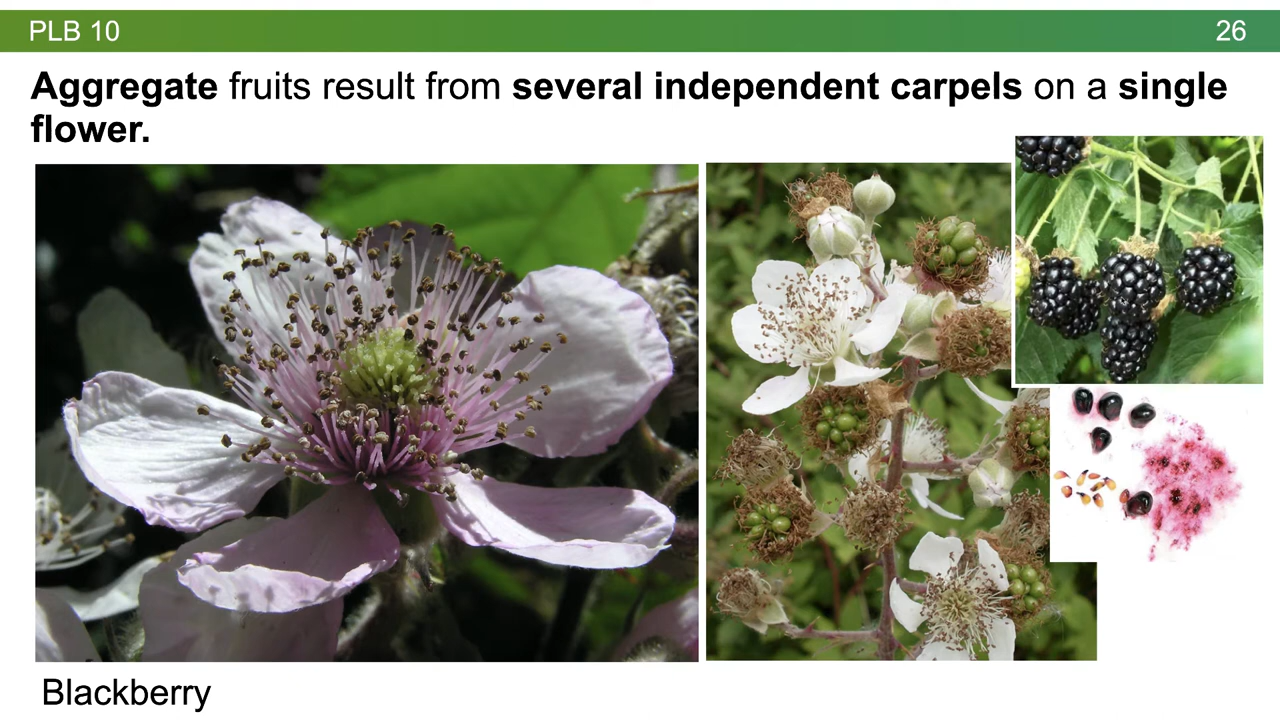 PLB 10
26
Aggregate fruits result from several independent carpels on a single
flower.
Blackberry